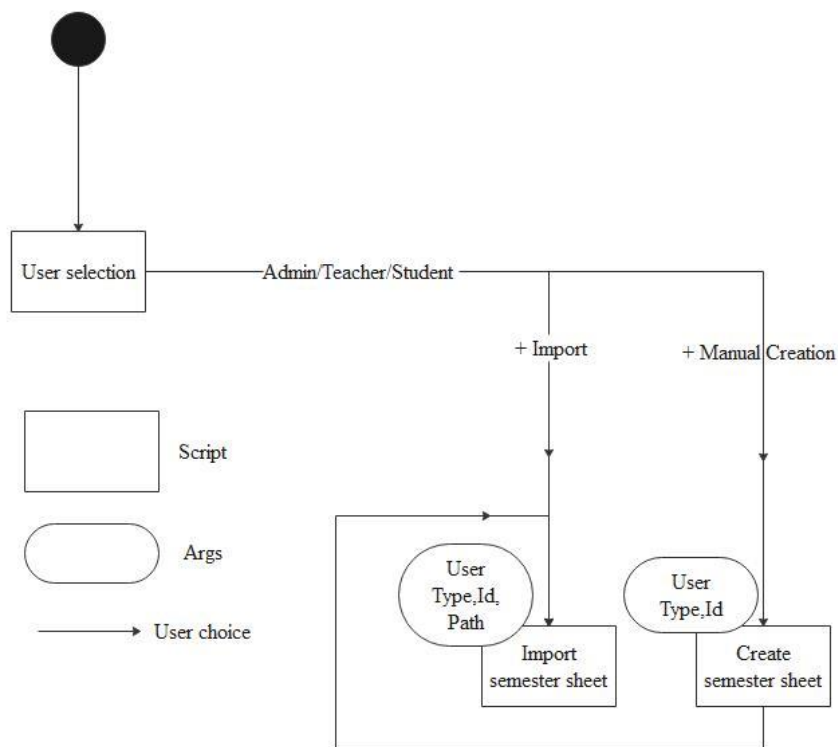 User selection
Admin/Teacher/Student
+ Import
+ Manual Creation
Script
Args
User choice
User
Type,Id,
Path
Import
semester sheet
User
Type,Id
Create
semester sheet